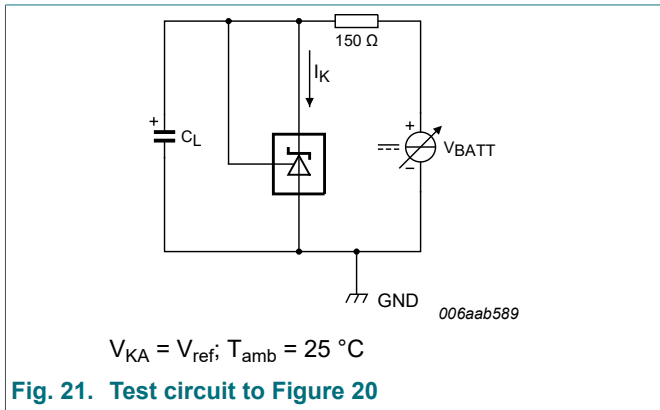 150 Ω
I_K
+
C_L
+
V_BATT
−
GND
006aab589
V_KA = V_ref; T_amb = 25 °C
Fig. 21. Test circuit to Figure 20